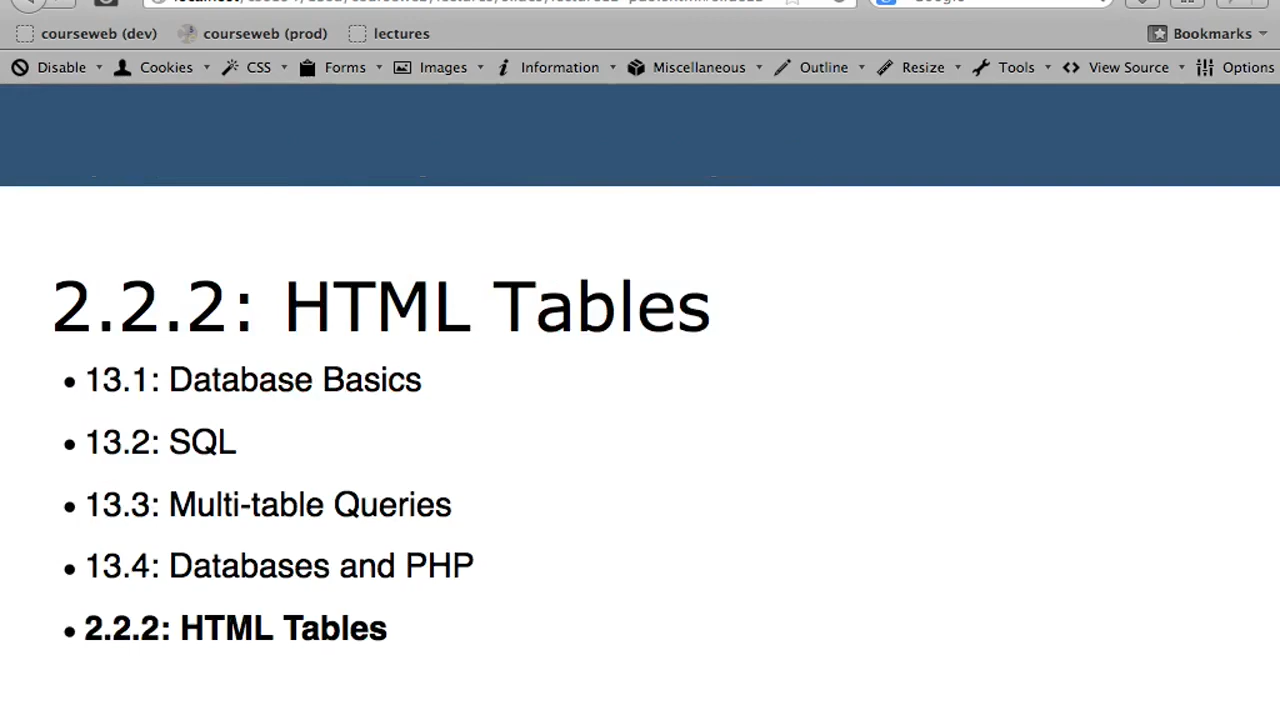 courseweb (dev) courseweb (prod) lectures Bookmarks
Disable Cookies CSS Forms Images Information Miscellaneous Outline Resize Tools View Source Options
2.2.2: HTML Tables
• 13.1: Database Basics
• 13.2: SQL
• 13.3: Multi-table Queries
• 13.4: Databases and PHP
• 2.2.2: HTML Tables